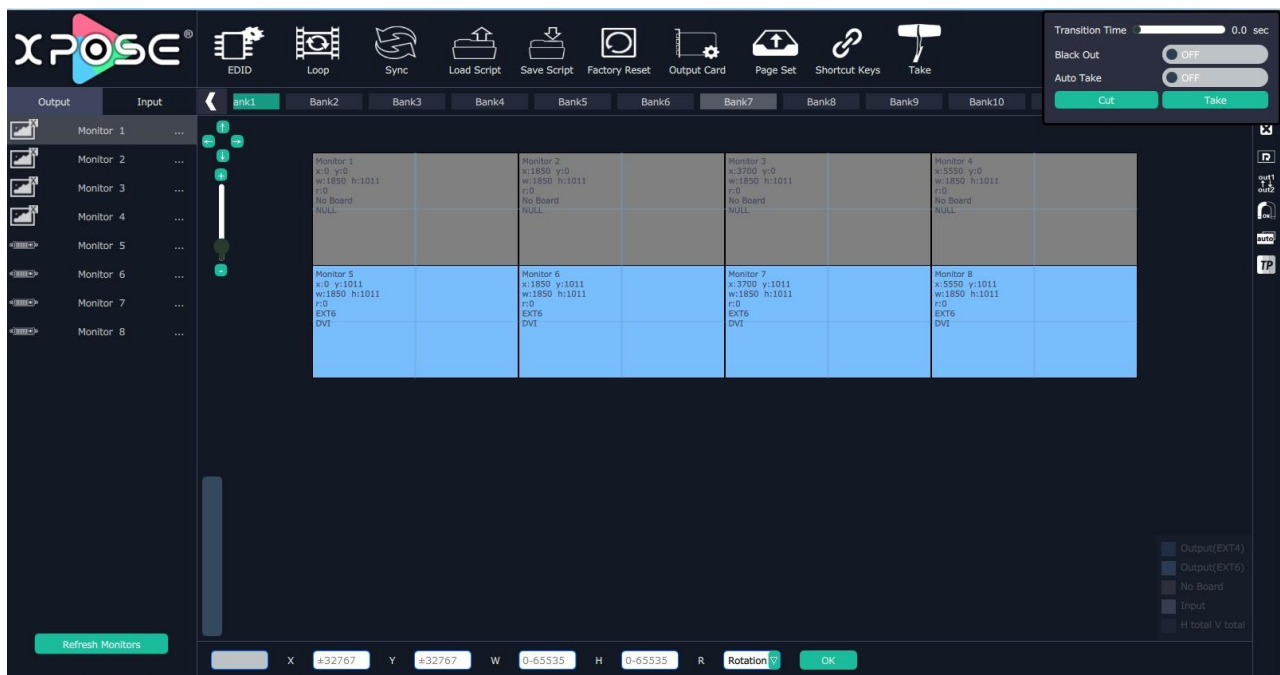 XPOSE®
EDID
Loop
Sync
Load Script
Save Script
Factory Reset
Output Card
Page Set
Shortcut Keys
Take
Transition Time 0.0 sec
Black Out OFF
Auto Take OFF
Cut Take
Output Input
ank1 Bank2 Bank3 Bank4 Bank5 Bank6 Bank7 Bank8 Bank9 Bank10
Monitor 1 ...
Monitor 2 ...
Monitor 3 ...
Monitor 4 ...
Monitor 5 ...
Monitor 6 ...
Monitor 7 ...
Monitor 8 ...
Refresh Monitors
Monitor 1
x:0 y:0
w:1850 h:1011
r:0
No Board
NULL
Monitor 2
x:1850 y:0
w:1850 h:1011
r:0
No Board
NULL
Monitor 3
x:3700 y:0
w:1850 h:1011
r:0
No Board
NULL
Monitor 4
x:5550 y:0
w:1850 h:1011
r:0
No Board
NULL
Monitor 5
x:0 y:1011
w:1850 h:1011
r:0
EXT6
DVI
Monitor 6
x:1850 y:1011
w:1850 h:1011
r:0
EXT6
DVI
Monitor 7
x:3700 y:1011
w:1850 h:1011
r:0
EXT6
DVI
Monitor 8
x:5550 y:1011
w:1850 h:1011
r:0
EXT6
DVI
out1
out2
OK
auto
TP
Output(EXT4)
Output(EXT6)
No Board
Input
H total V total
X ±32767 Y ±32767 W 0-65535 H 0-65535 R Rotation OK